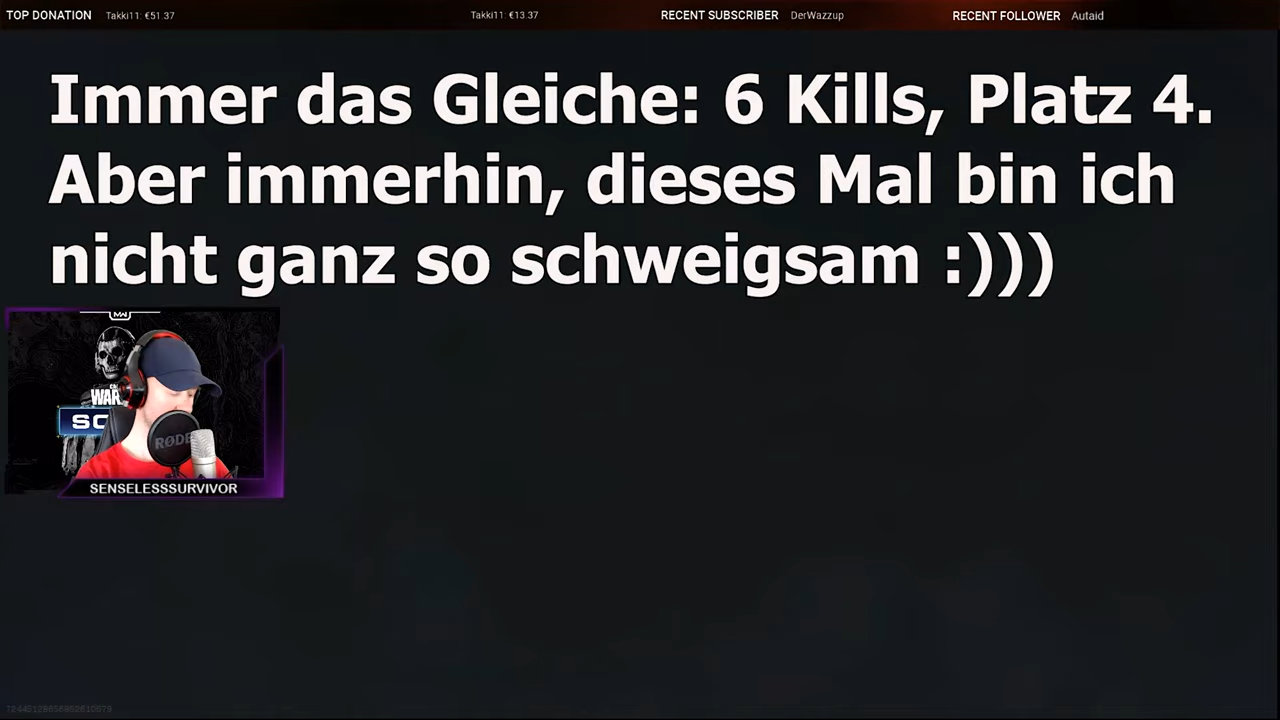 TOP DONATION Takki11: €51.37 Takki11: €13.37 RECENT SUBSCRIBER DerWazzup RECENT FOLLOWER Autaid
Immer das Gleiche: 6 Kills, Platz 4.
Aber immerhin, dieses Mal bin ich
nicht ganz so schweigsam :)))
MW
WAR
SC
RØDE
SENSELESSSURVIVOR